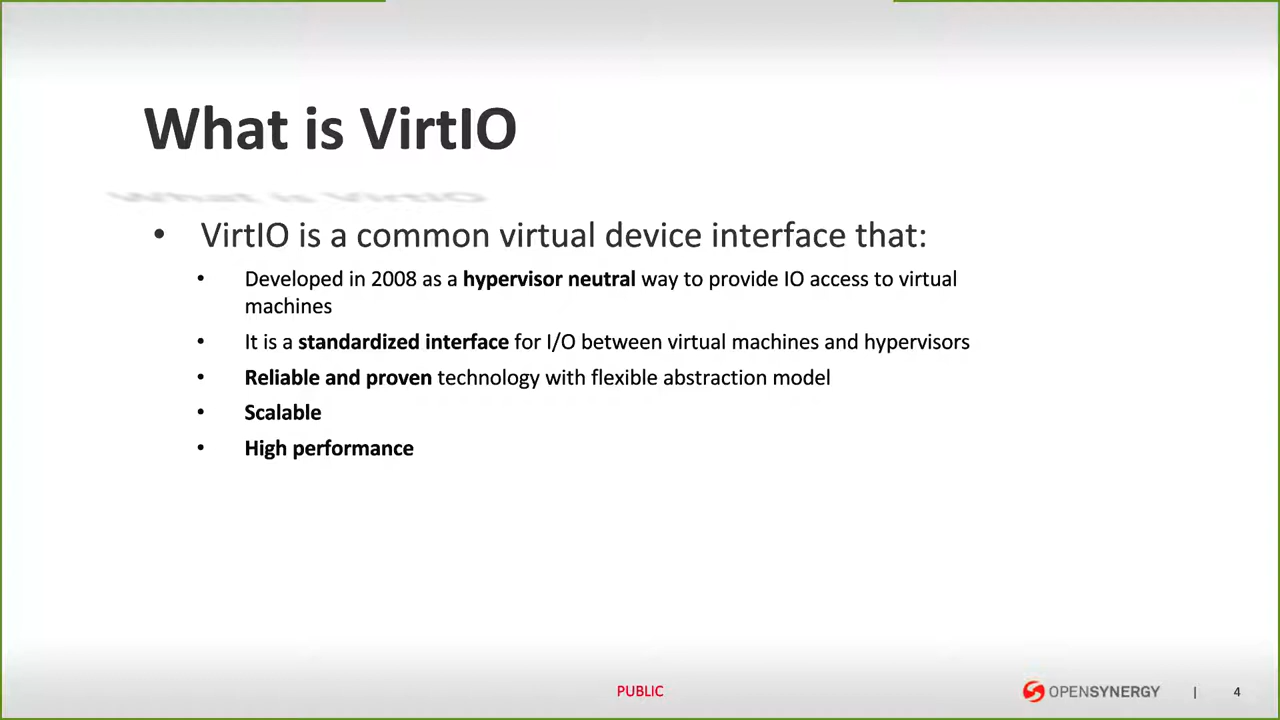 What is VirtIO
• VirtIO is a common virtual device interface that:
• Developed in 2008 as a hypervisor neutral way to provide IO access to virtual
machines
• It is a standardized interface for I/O between virtual machines and hypervisors
• Reliable and proven technology with flexible abstraction model
• Scalable
• High performance
PUBLIC
OPENSYNERGY | 4